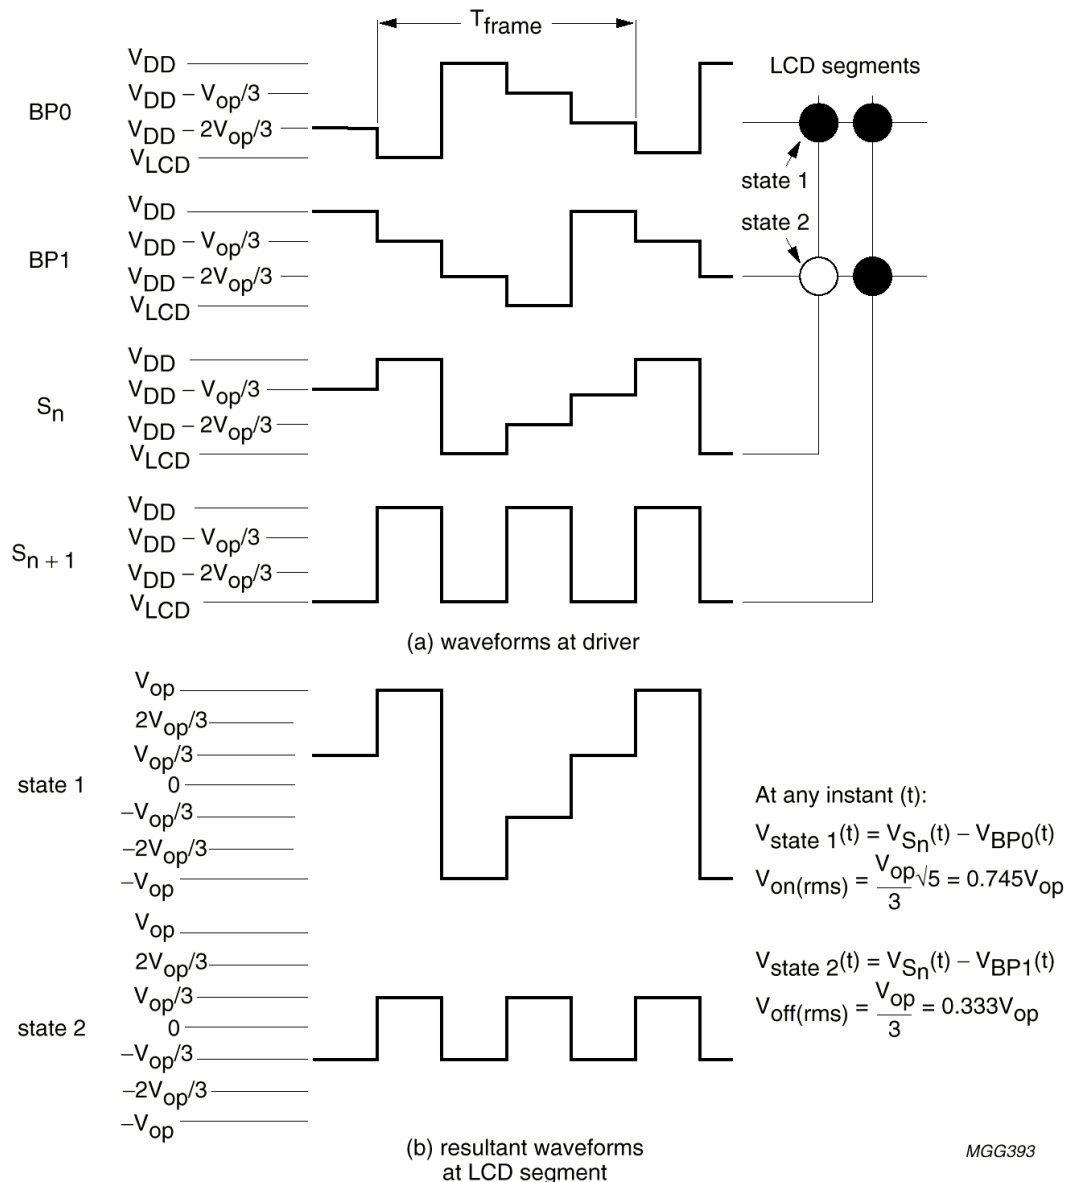 Tframe
BP0
VDD
VDD − Vop/3
VDD − 2Vop/3
VLCD
LCD segments
state 1
state 2
BP1
VDD
VDD − Vop/3
VDD − 2Vop/3
VLCD
Sn
VDD
VDD − Vop/3
VDD − 2Vop/3
VLCD
Sn + 1
VDD
VDD − Vop/3
VDD − 2Vop/3
VLCD
(a) waveforms at driver
state 1
Vop
2Vop/3
Vop/3
0
−Vop/3
−2Vop/3
−Vop
state 2
Vop
2Vop/3
Vop/3
0
−Vop/3
−2Vop/3
−Vop
At any instant (t):
Vstate 1(t) = VSn(t) − VBP0(t)
Von(rms) = Vop/3 √5 = 0.745Vop
Vstate 2(t) = VSn(t) − VBP1(t)
Voff(rms) = Vop/3 = 0.333Vop
(b) resultant waveforms
at LCD segment
MGG393